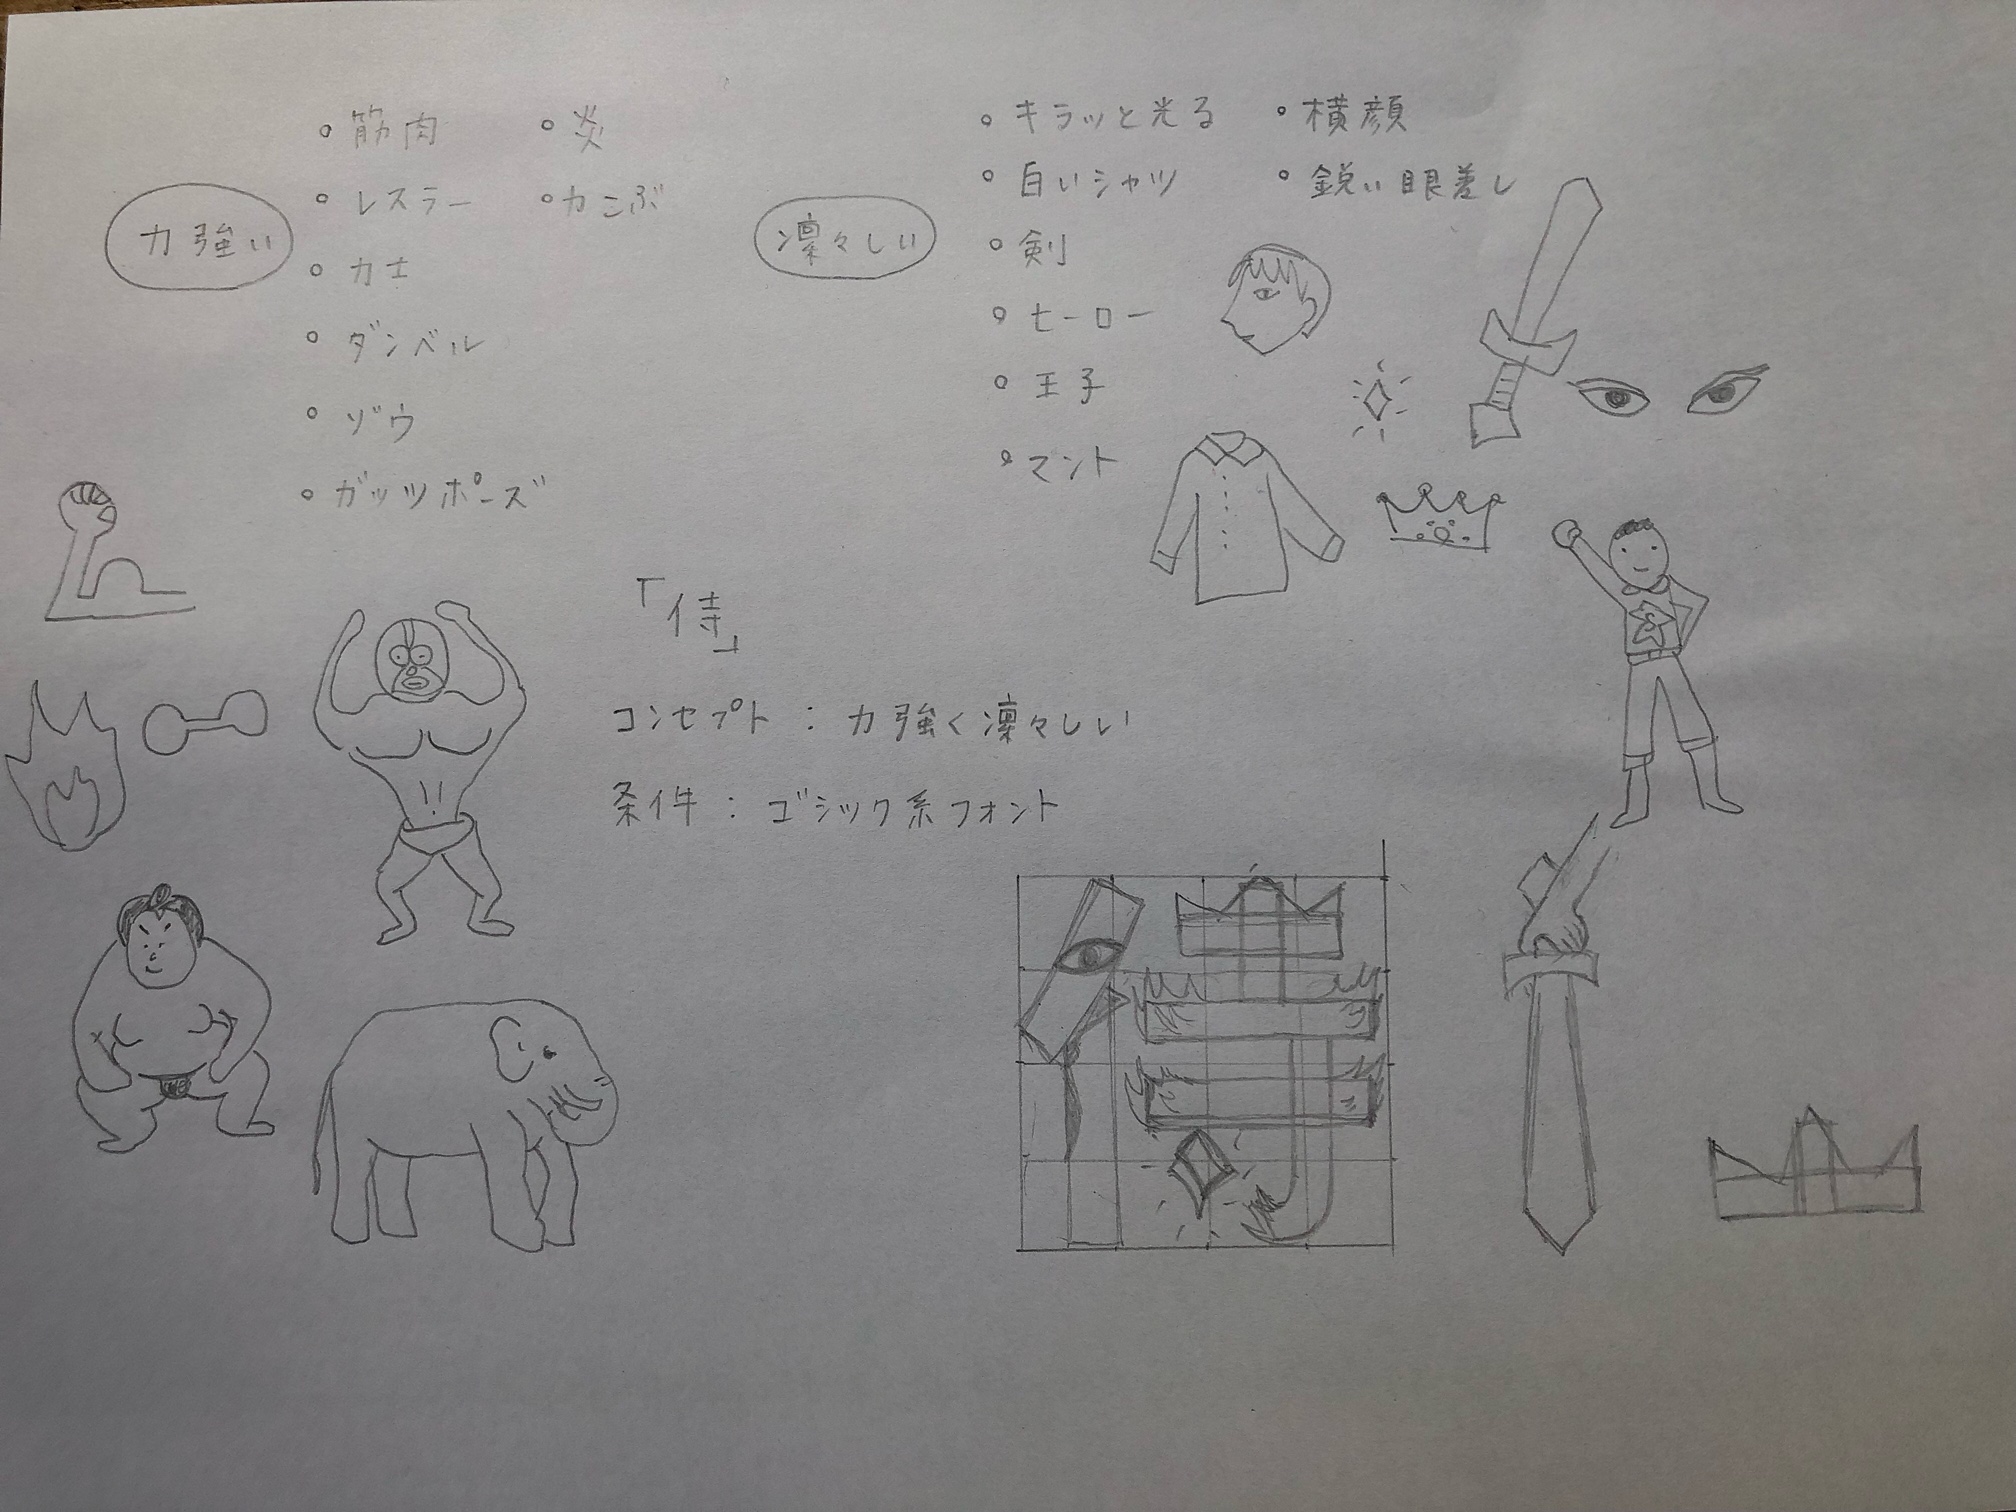 力強い
・筋肉
・レスラー
・力士
・ダンベル
・ゾウ
・ガッツポーズ
・炎
・力こぶ
凛々しい
・キラッと光る
・白いシャツ
・剣
・ヒーロー
・王子
・マント
・横顔
・鋭い眼差し
「侍」
コンセプト：力強く凛々しい
条件：ゴシック系フォント
侍